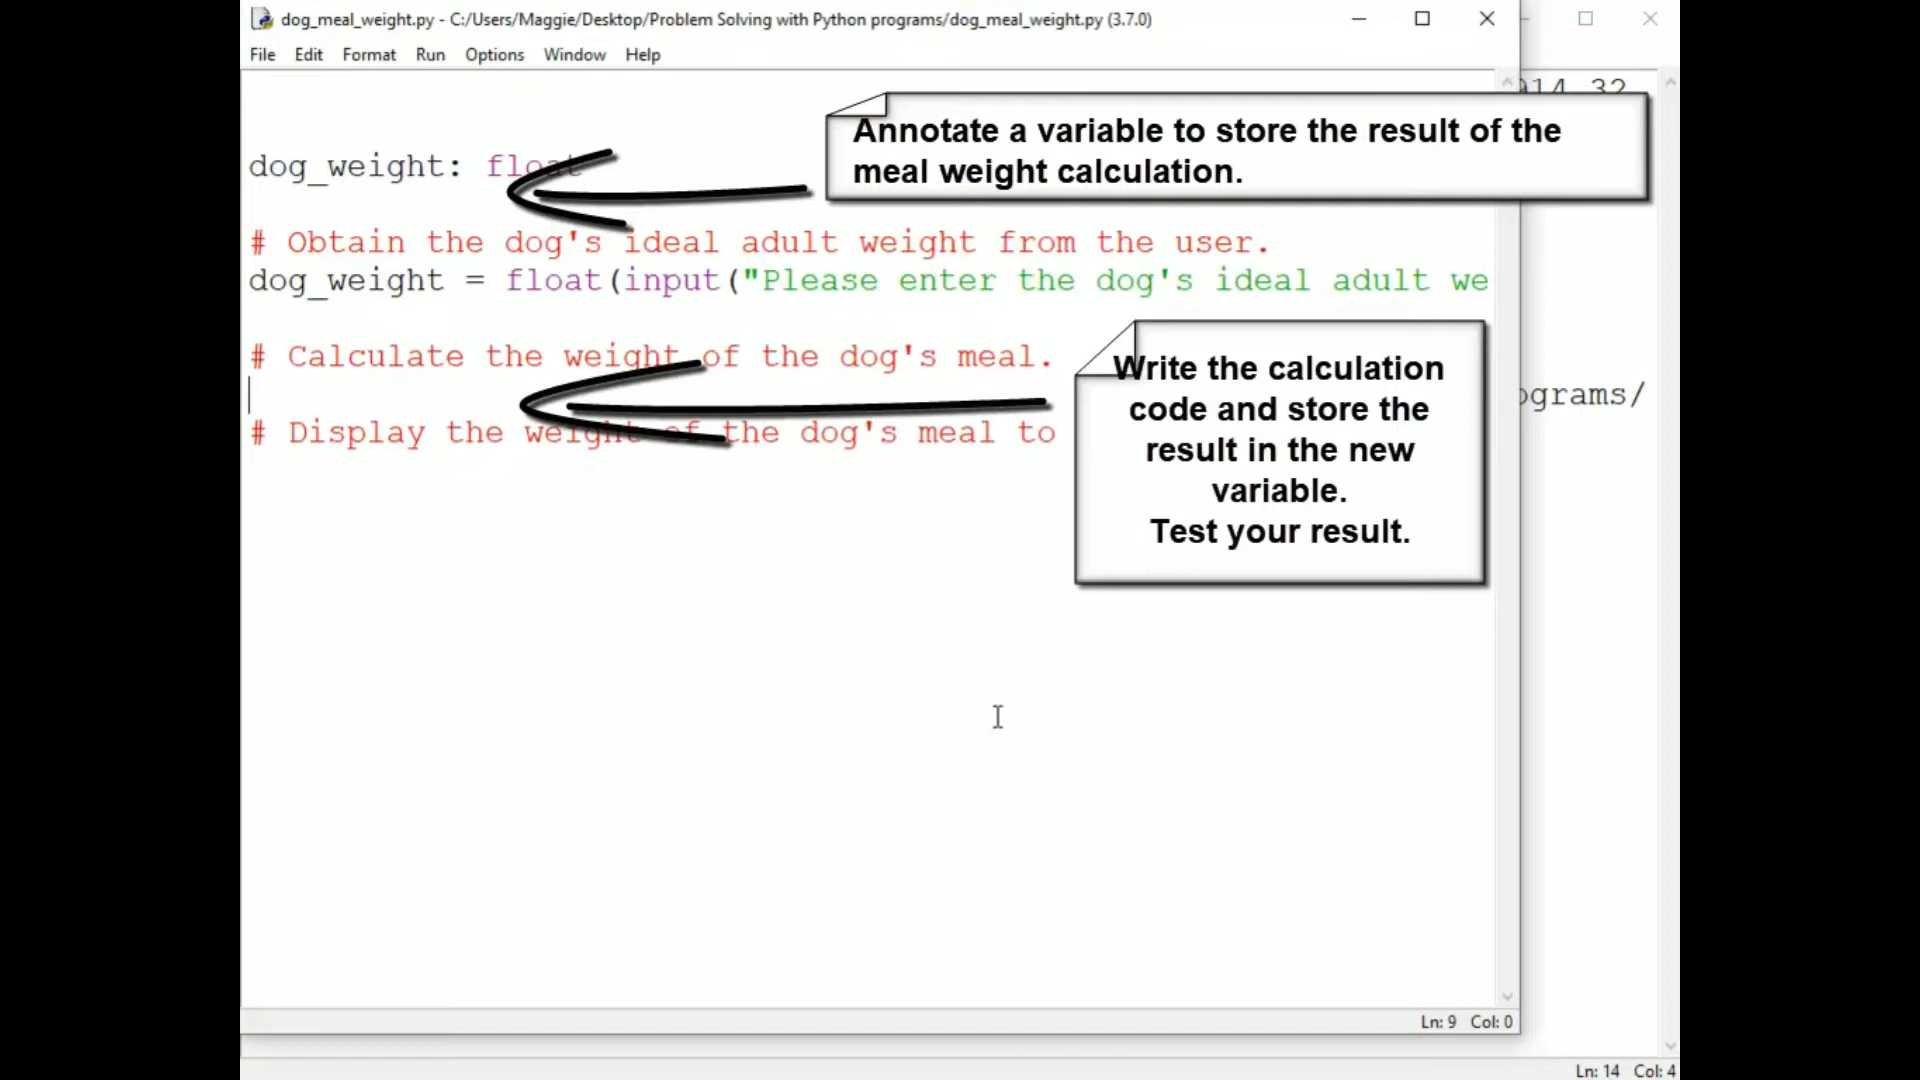 dog_meal_weight.py - C:/Users/Maggie/Desktop/Problem Solving with Python programs/dog_meal_weight.py (3.7.0)
File Edit Format Run Options Window Help
dog_weight: float
Annotate a variable to store the result of the
meal weight calculation.
# Obtain the dog's ideal adult weight from the user.
dog_weight = float(input("Please enter the dog's ideal adult we
# Calculate the weight of the dog's meal.
# Display the weight of the dog's meal to
Write the calculation
code and store the
result in the new
variable.
Test your result.
ograms/
Ln: 9 Col: 0
Ln: 14 Col: 4